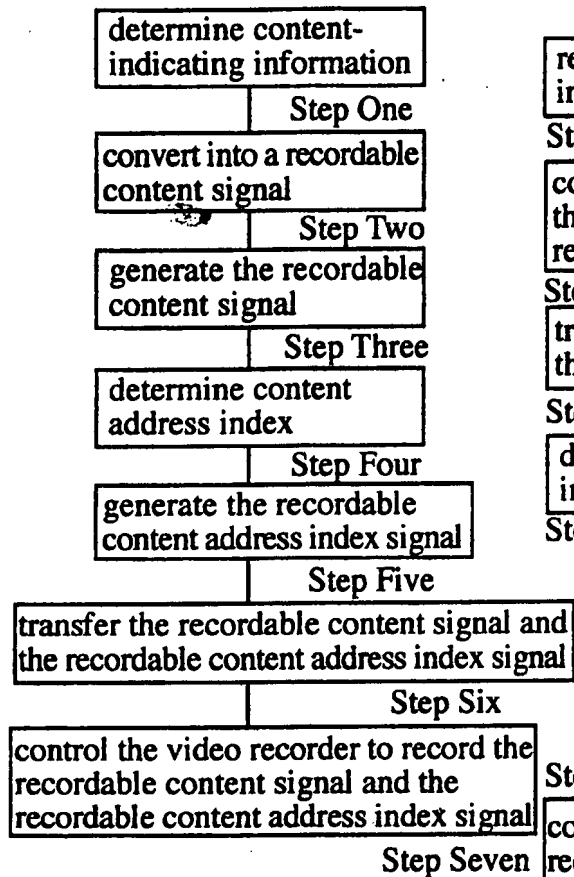 determine content-
indicating information
Step One
convert into a recordable
content signal
Step Two
generate the recordable
content signal
Step Three
determine content
address index
Step Four
generate the recordable
content address index signal
Step Five
transfer the recordable content signal and
the recordable content address index signal
Step Six
control the video recorder to record the
recordable content signal and the
recordable content address index signal
Step Seven